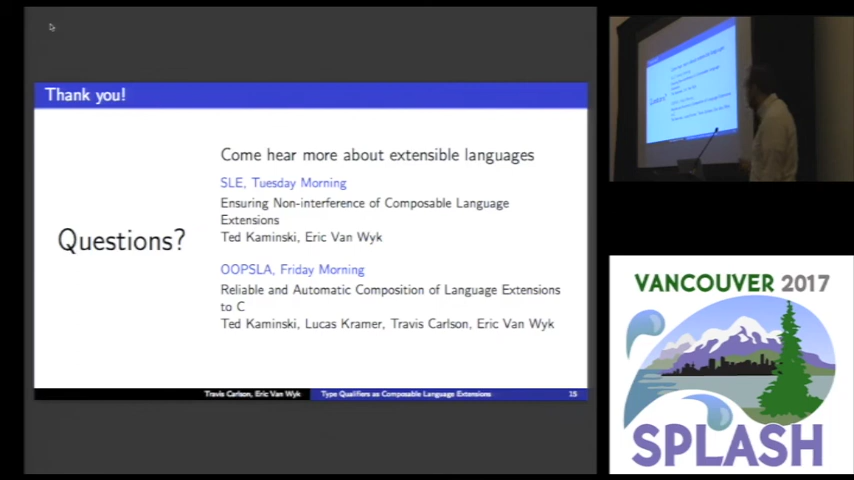 Thank you!
Questions?
Come hear more about extensible languages
SLE, Tuesday Morning
Ensuring Non-interference of Composable Language
Extensions
Ted Kaminski, Eric Van Wyk
OOPSLA, Friday Morning
Reliable and Automatic Composition of Language Extensions
to C
Ted Kaminski, Lucas Kramer, Travis Carlson, Eric Van Wyk
Travis Carlson, Eric Van Wyk
Type Qualifiers as Composable Language Extensions
15
VANCOUVER 2017
SPLASH